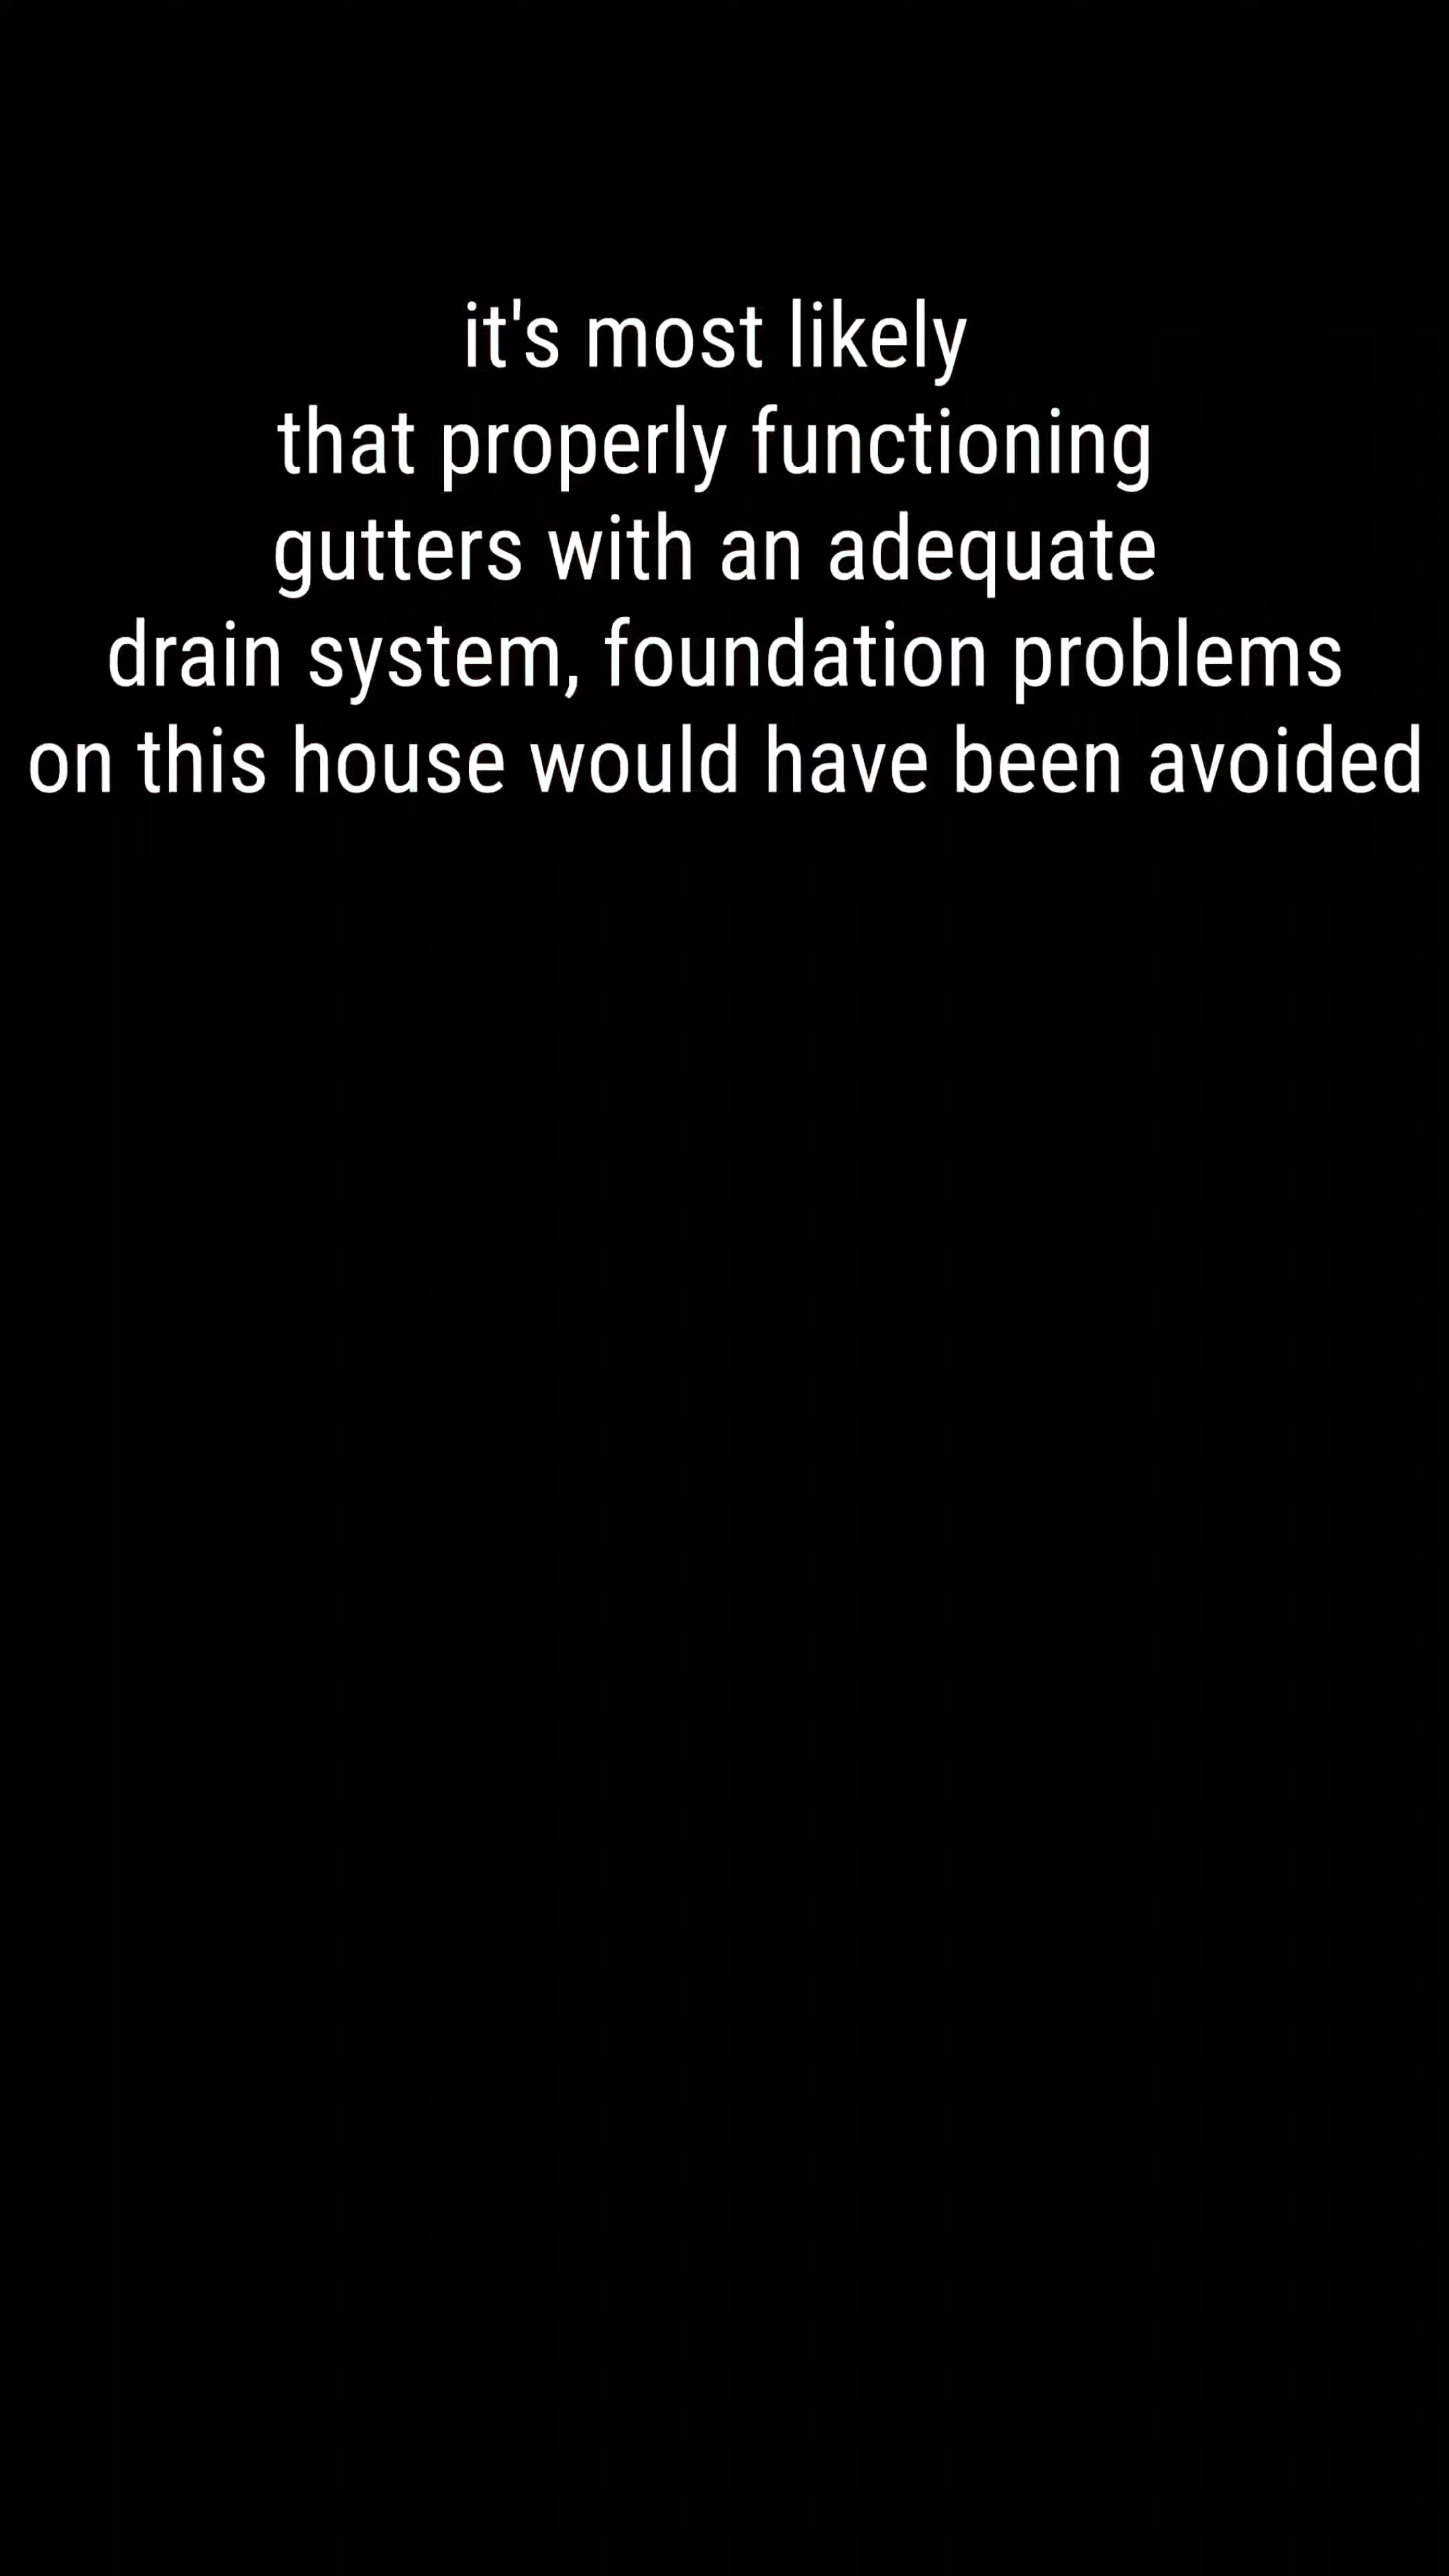 it's most likely
that properly functioning
gutters with an adequate
drain system, foundation problems
on this house would have been avoided